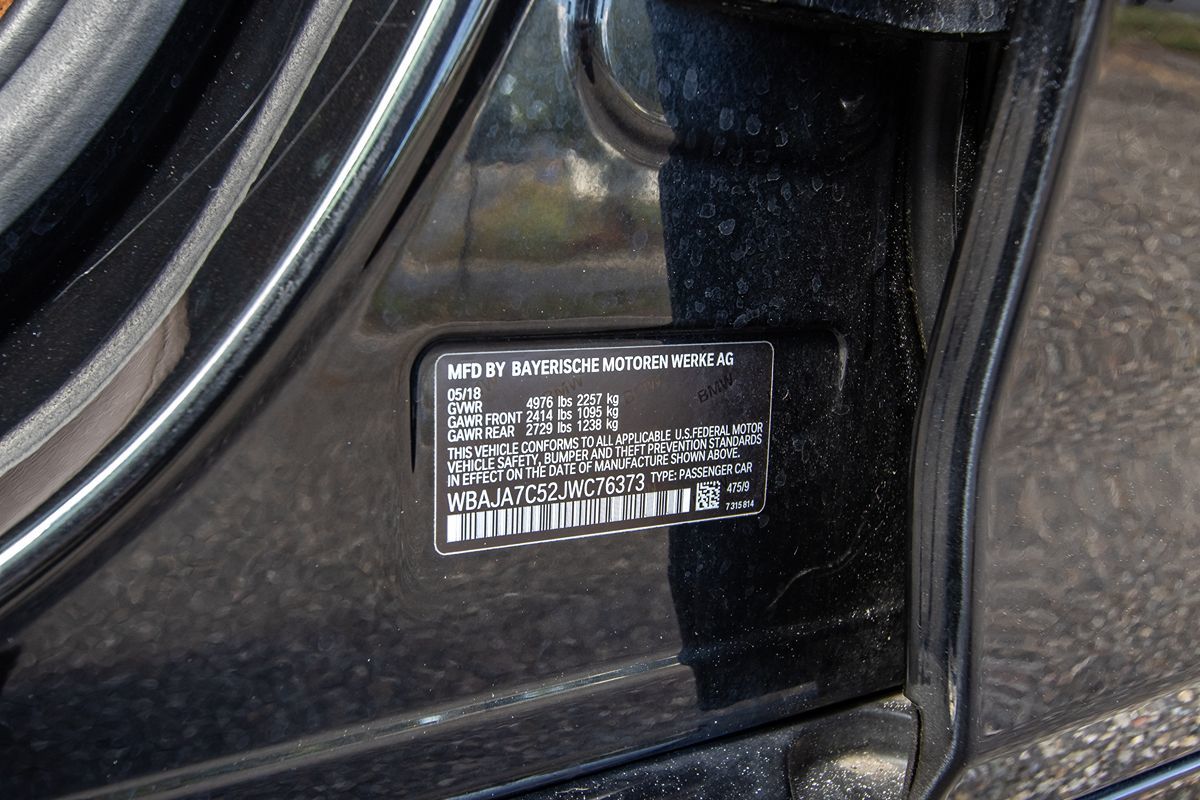 MFD BY BAYERISCHE MOTOREN WERKE AG
05/18
GVWR 4976 lbs 2257 kg
GAWR FRONT 2414 lbs 1095 kg
GAWR REAR 2729 lbs 1238 kg
THIS VEHICLE CONFORMS TO ALL APPLICABLE U.S.FEDERAL MOTOR
VEHICLE SAFETY, BUMPER AND THEFT PREVENTION STANDARDS
IN EFFECT ON THE DATE OF MANUFACTURE SHOWN ABOVE.
WBAJA7C52JWC76373 TYPE: PASSENGER CAR
475/9
7 315 814
BMW
BMW